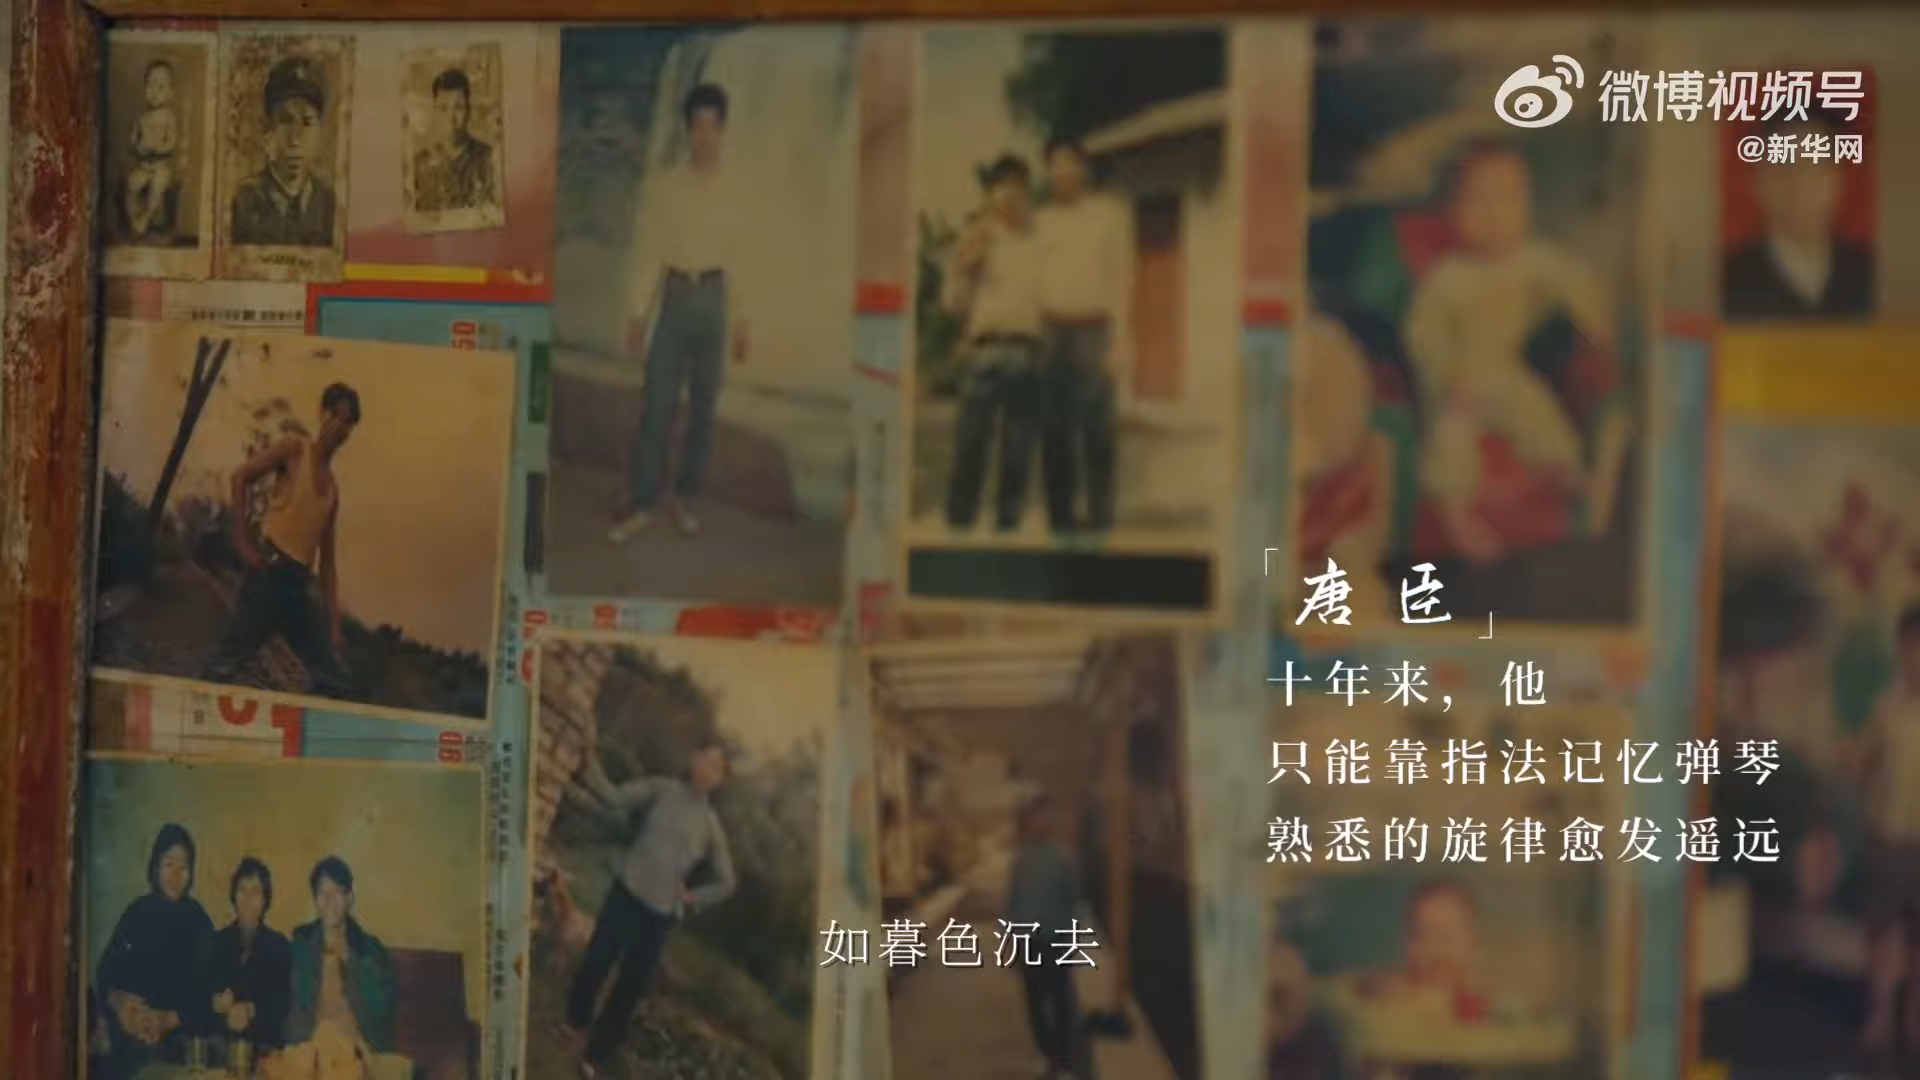 微博视频号
@新华网
「唐臣」
十年来，他
只能靠指法记忆弹琴
熟悉的旋律愈发遥远
如暮色沉去